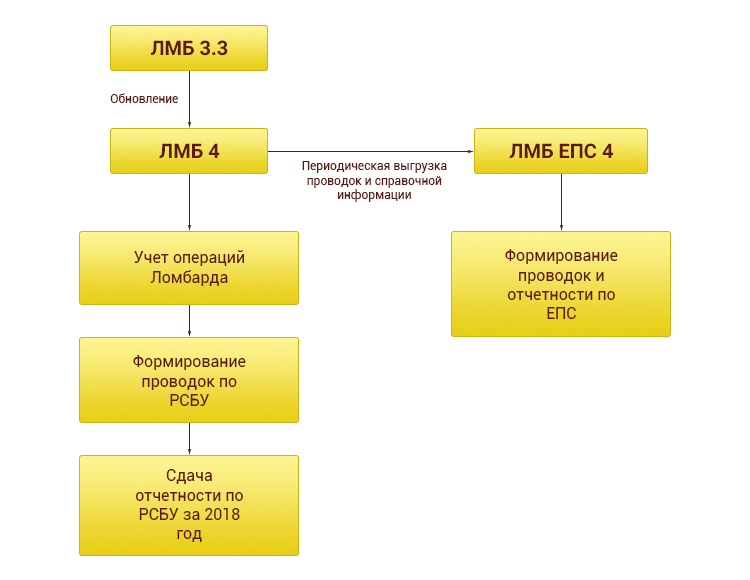 ЛМБ 3.3
Обновление
ЛМБ 4
Периодическая выгрузка
проводок и справочной
информации
ЛМБ ЕПС 4
Учет операций
Ломбарда
Формирование
проводок и
отчетности по
ЕПС
Формирование
проводок по
РСБУ
Сдача
отчетности по
РСБУ за 2018
год